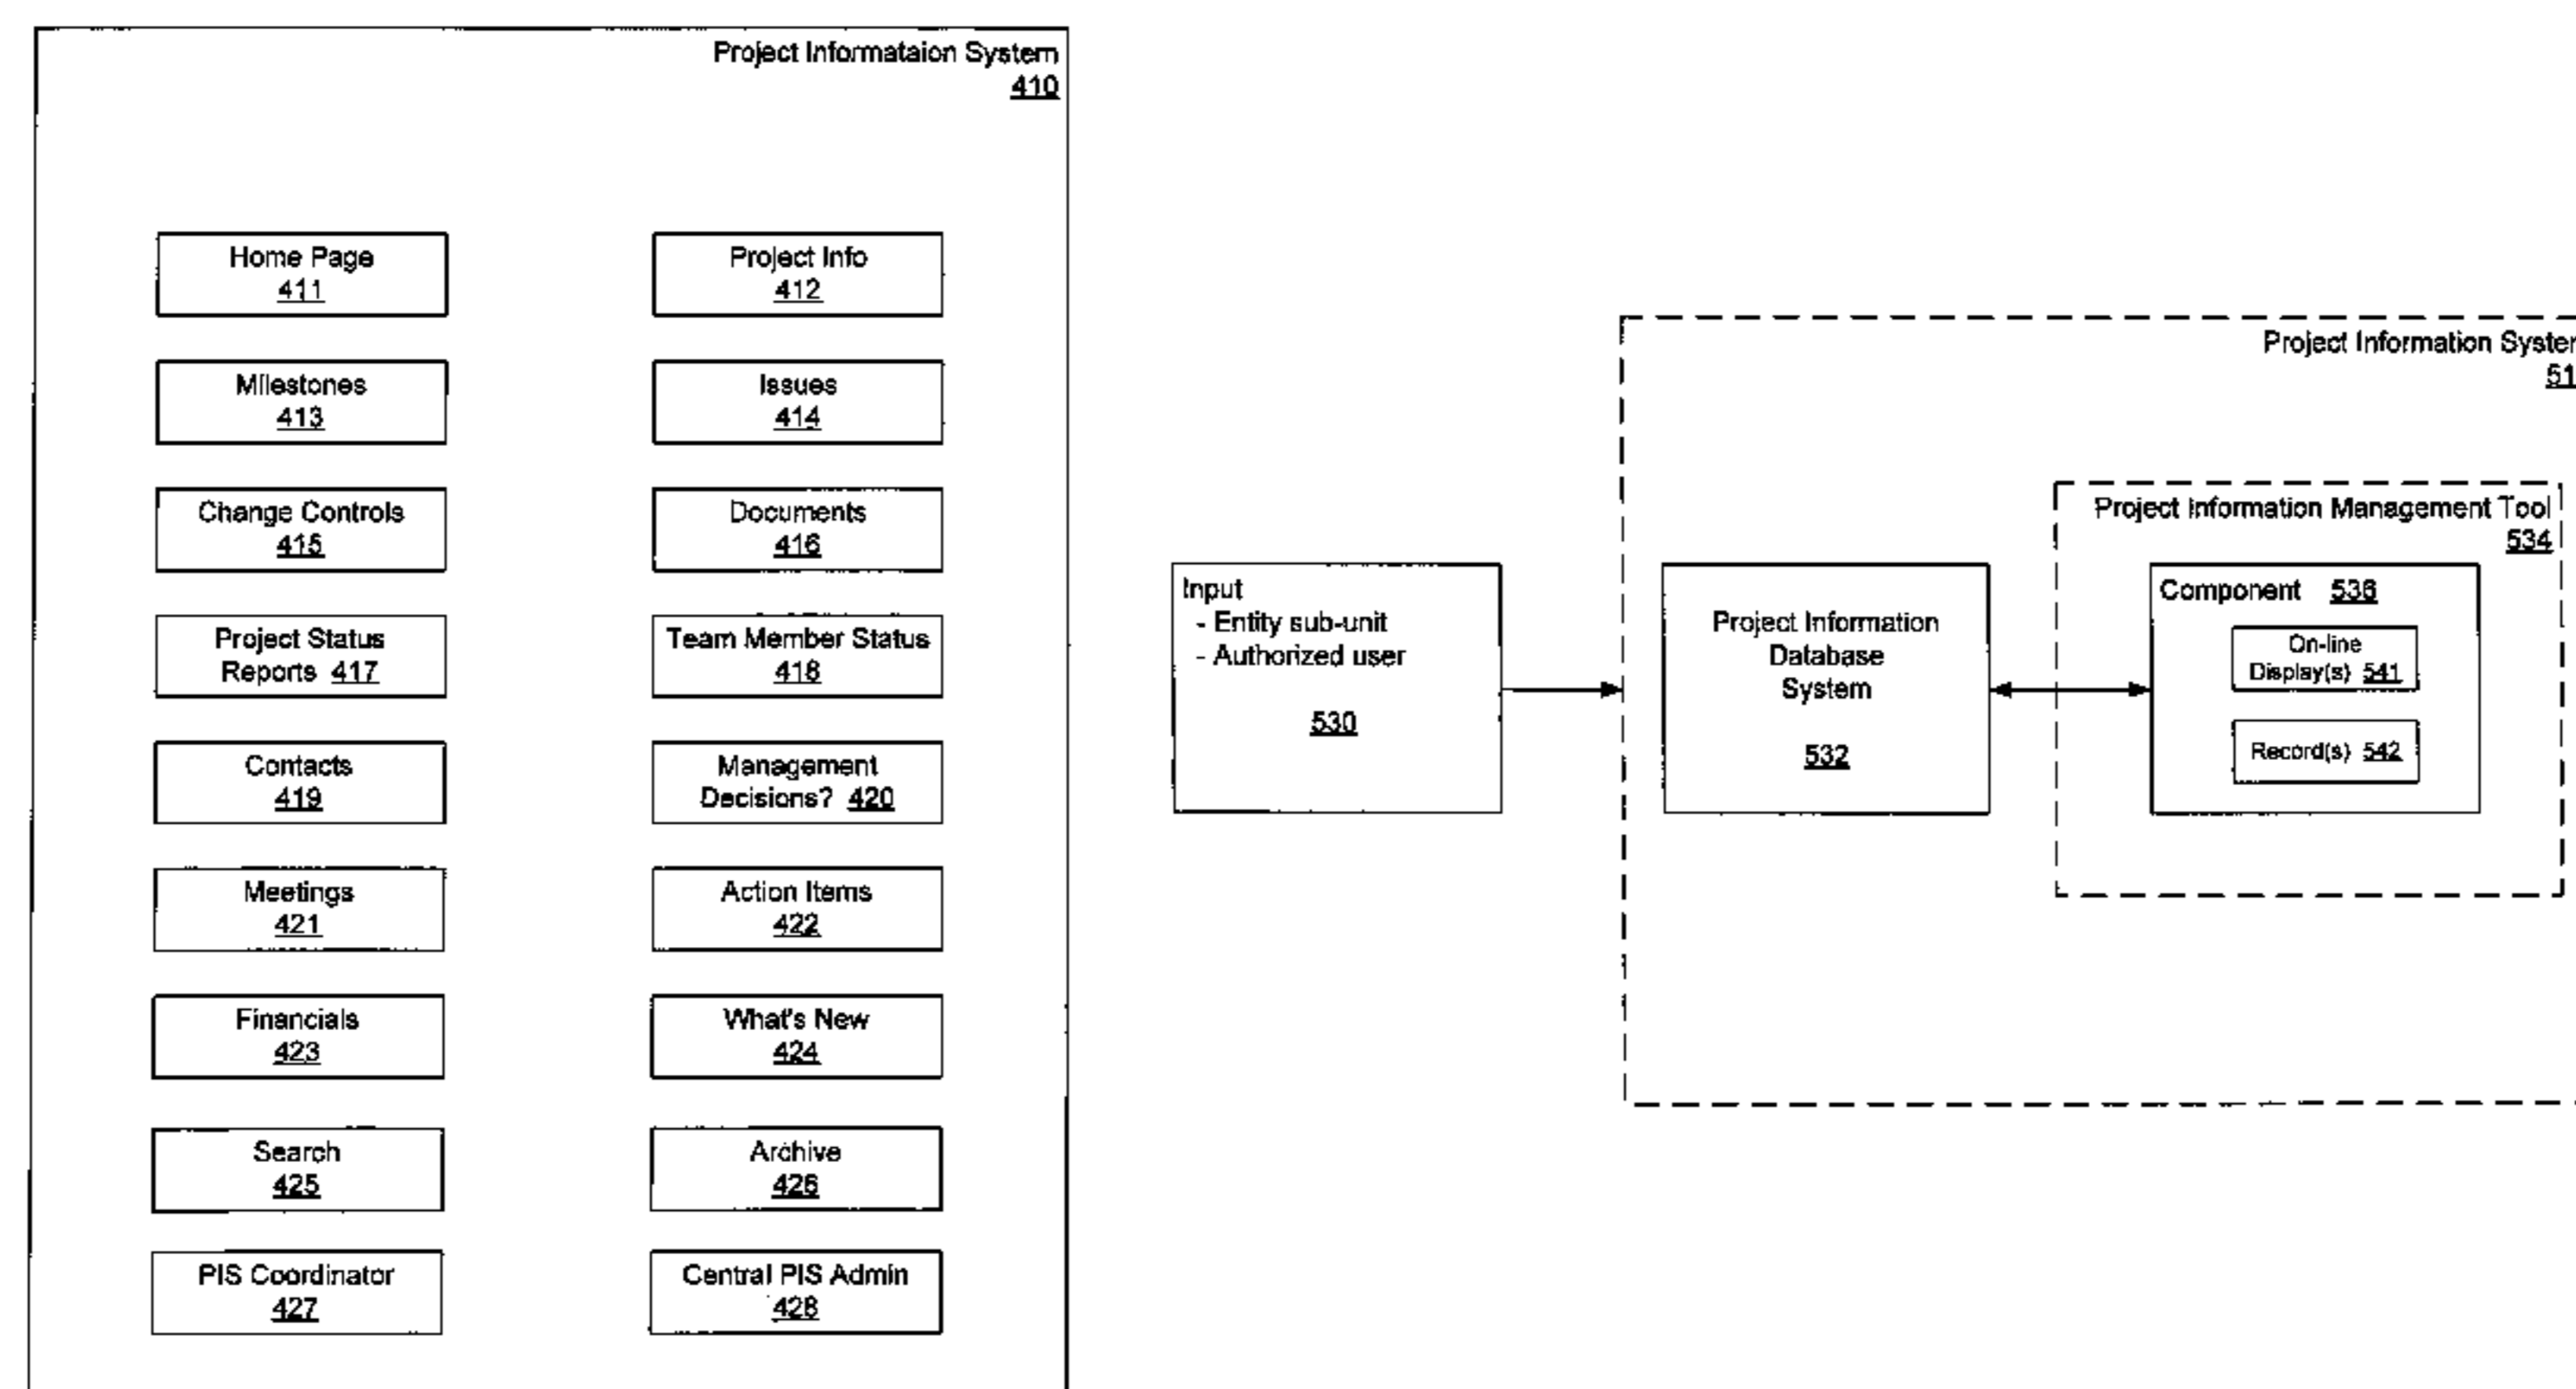 Project Informataion System
410
Home Page
411
Project Info
412
Milestones
413
Issues
414
Change Controls
415
Documents
416
Project Status
Reports 417
Team Member Status
418
Contacts
419
Management
Decisions? 420
Meetings
421
Action Items
422
Financials
423
What's New
424
Search
425
Archive
426
PIS Coordinator
427
Central PIS Admin
428
Input
- Entity sub-unit
- Authorized user
530
Project Information
Project Information Management Tool
534
Project Information
Database
System
532
Component 536
On-line
Display(s) 541
Record(s) 542